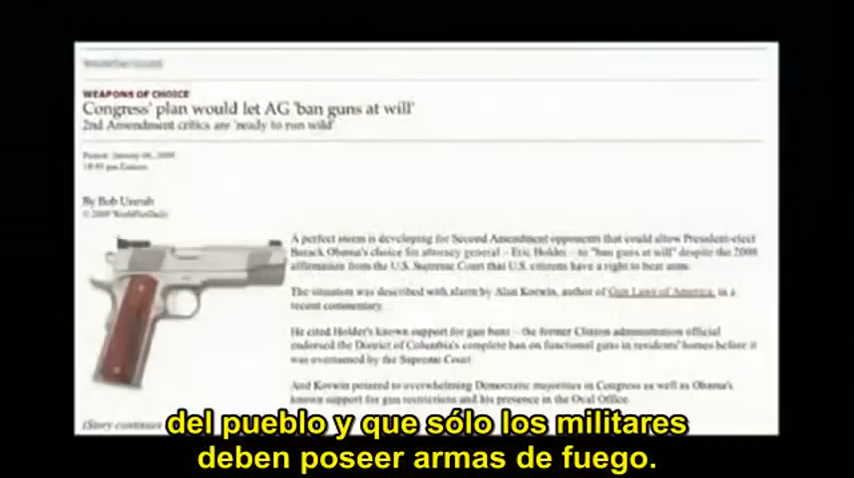 WEAPONS OF CHOICE
Congress' plan would let AG 'ban guns at will'
2nd Amendment critics are 'ready to run wild'
By Bob Unruh
© 2009 WorldNetDaily
A perfect storm is developing for Second Amendment opponents that could allow President-elect
Barack Obama's choice for attorney general – Eric Holder – to "ban guns at will" despite the 2008
affirmation from the U.S. Supreme Court that U.S. citizens have a right to bear arms.
The situation was described with alarm by Alan Korwin, author of Gun Laws of America, in a
recent commentary.
He cited Holder's known support for gun bans – the former Clinton administration official
endorsed the District of Columbia's complete ban on functional guns in residents' homes before it
was overturned by the Supreme Court.
And Korwin pointed to overwhelming Democratic majorities in Congress as well as Obama's
known support for gun restrictions and his presence in the Oval Office.
(Story continues
del pueblo y que sólo los militares
deben poseer armas de fuego.